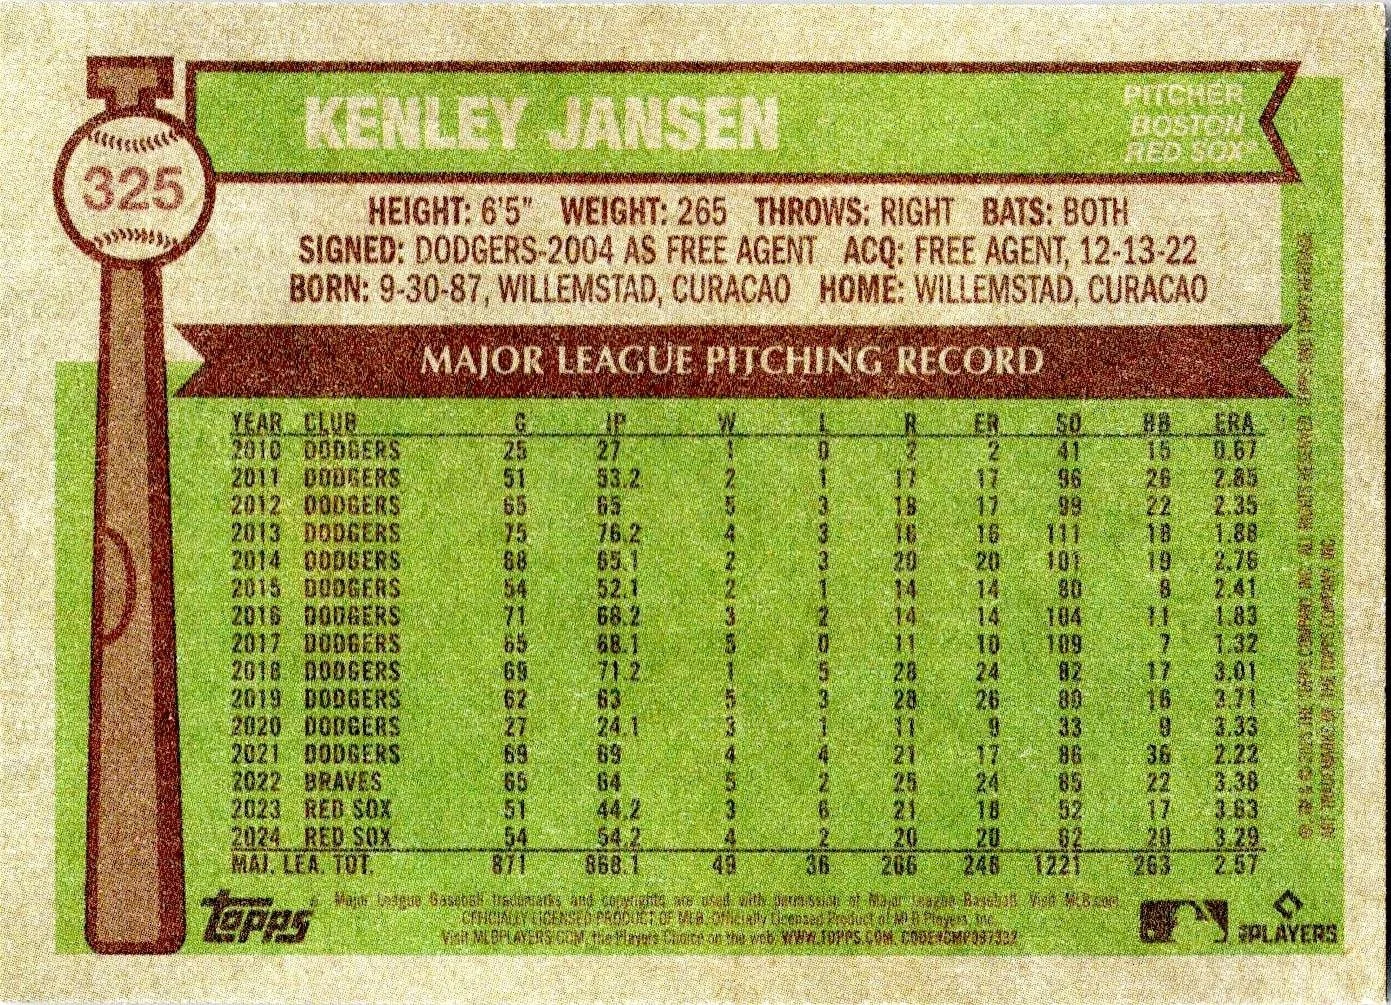 KENLEY JANSEN
PITCHER
BOSTON
RED SOX®
325
HEIGHT: 6'5" WEIGHT: 265 THROWS: RIGHT BATS: BOTH
SIGNED: DODGERS-2004 AS FREE AGENT ACQ: FREE AGENT, 12-13-22
BORN: 9-30-87, WILLEMSTAD, CURACAO HOME: WILLEMSTAD, CURACAO
MAJOR LEAGUE PITCHING RECORD
YEAR CLUB G IP W L R ER SO BB ERA
2010 DODGERS 25 27 1 0 2 2 41 15 0.67
2011 DODGERS 51 53.2 2 1 17 17 96 26 2.85
2012 DODGERS 65 65 5 3 18 17 99 22 2.35
2013 DODGERS 75 76.2 4 3 16 16 111 18 1.88
2014 DODGERS 68 65.1 2 3 20 20 101 19 2.76
2015 DODGERS 54 52.1 2 1 14 14 80 8 2.41
2016 DODGERS 71 68.2 3 2 14 14 104 11 1.83
2017 DODGERS 65 68.1 5 0 11 10 109 7 1.32
2018 DODGERS 69 71.2 1 5 28 24 82 17 3.01
2019 DODGERS 62 63 5 3 28 26 80 16 3.71
2020 DODGERS 27 24.1 3 1 11 9 33 9 3.33
2021 DODGERS 69 69 4 4 21 17 86 36 2.22
2022 BRAVES 65 64 5 2 25 24 85 22 3.38
2023 RED SOX 51 44.2 3 6 21 18 52 17 3.63
2024 RED SOX 54 54.2 4 2 20 20 62 20 3.29
MAJ. LEA. TOT. 871 868.1 49 36 266 248 1221 263 2.57
topps
Major League Baseball trademarks and copyrights are used with permission of Major League Baseball. Visit MLB.com
OFFICIALLY LICENSED PRODUCT OF MLB Officially Licensed Product of MLB Players, Inc.
Visit MLBPLAYERS.COM, the Players Choice on the web. WWW.TOPPS.COM.
PLAYERS